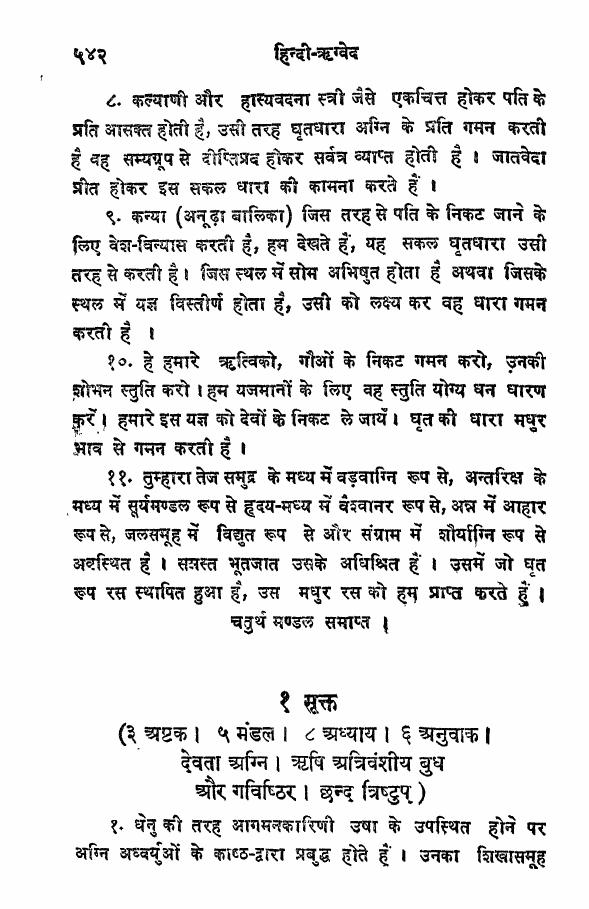 ५४२ हिन्दी-ऋग्वेद
८. कल्याणी और हास्यवदना स्त्री जैसे एकचित्त होकर पति के
प्रति आसक्त होती है, उसी तरह घृतधारा अग्नि के प्रति गमन करती
है वह सम्यग्रूप से दीप्तिप्रद होकर सर्वत्र व्याप्त होती है । जातवेदा
प्रीत होकर इस सकल धारा की कामना करते हैं ।
९. कन्या (अनूढ़ा बालिका) जिस तरह से पति के निकट जाने के
लिए वेश-विन्यास करती है, हम देखते हैं, यह सकल घृतधारा उसी
तरह से करती है। जिस स्थल में सोम अभिषुत होता है अथवा जिसके
स्थल में यज्ञ विस्तीर्ण होता है, उसी को लक्ष्य कर वह धारा गमन
करती है ।
१०. हे हमारे ऋत्विको, गौओं के निकट गमन करो, उनकी
शोभन स्तुति करो । हम यजमानों के लिए वह स्तुति योग्य धन धारण
करें। हमारे इस यज्ञ को देवों के निकट ले जायें। घृत की धारा मधुर
भाव से गमन करती है ।
११. तुम्हारा तेज समुद्र के मध्य में वड़वाग्नि रूप से, अन्तरिक्ष के
मध्य में सूर्यमण्डल रूप से हृदय-मध्य में वैश्वानर रूप से, अन्न में आहार
रूप से, जलसमूह में विद्युत रूप से और संग्राम में शौर्याग्नि रूप से
अवस्थित है । समस्त भूतजात उसके अधिश्रित हैं । उसमें जो घृत
रूप रस स्थापित हुआ है, उस मधुर रस को हम प्राप्त करते हैं ।
चतुर्थ मण्डल समाप्त ।
१ सूक्त
(३ अष्टक। ५ मंडल। ८ अध्याय। ६ अनुवाक।
देवता अग्नि। ऋषि अत्रिवंशीय बुध
और गविष्ठिर। छन्द त्रिष्टुप्)
१. धेनु की तरह आगमनकारिणी उषा के उपस्थित होने पर
अग्नि अध्वर्युओं के काष्ठ-द्वारा प्रबुद्ध होते हैं । उनका शिखासमूह